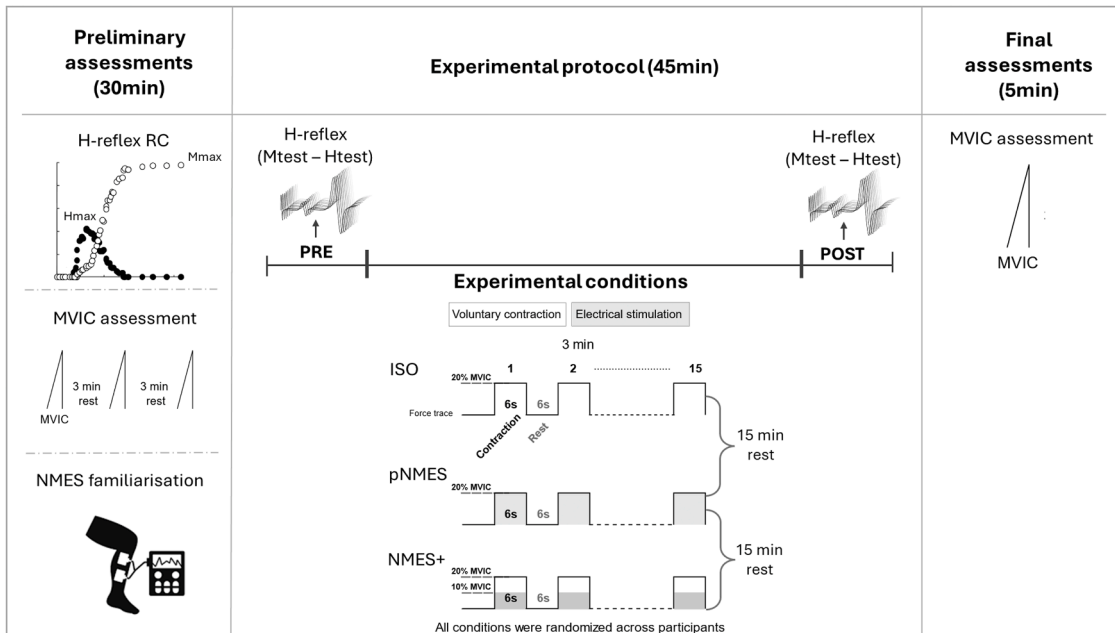 Preliminary
assessments
(30min)
Experimental protocol (45min)
Final
assessments
(5min)
H-reflex RC
Mmax
Hmax
MVIC assessment
3 min
rest
3 min
rest
MVIC
NMES familiarisation
H-reflex
(Mtest – Htest)
PRE
H-reflex
(Mtest – Htest)
POST
Experimental conditions
Voluntary contraction
Electrical stimulation
3 min
ISO
1
2
15
20% MVIC
6s
6s
Force trace
Contraction
Rest
15 min
rest
pNMES
20% MVIC
6s
6s
15 min
rest
NMES+
20% MVIC
10% MVIC
6s
6s
All conditions were randomized across participants
MVIC assessment
MVIC